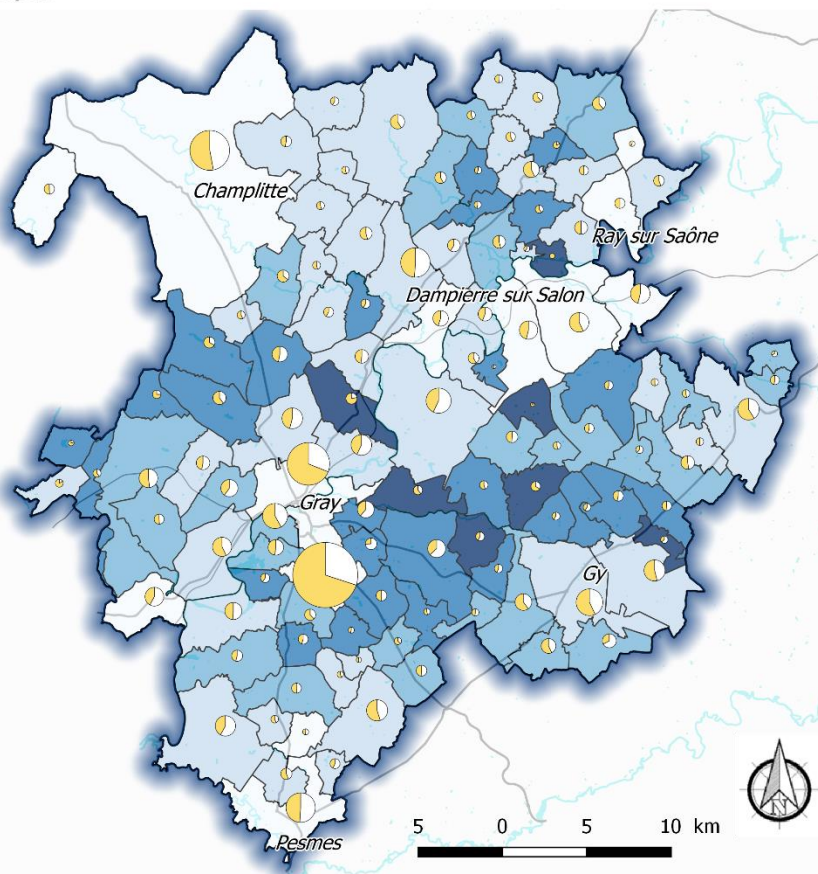 Champlitte
Ray sur Saône
Dampierre sur Salon
Gray
Gy
Pesmes
N
5 0 5 10 km